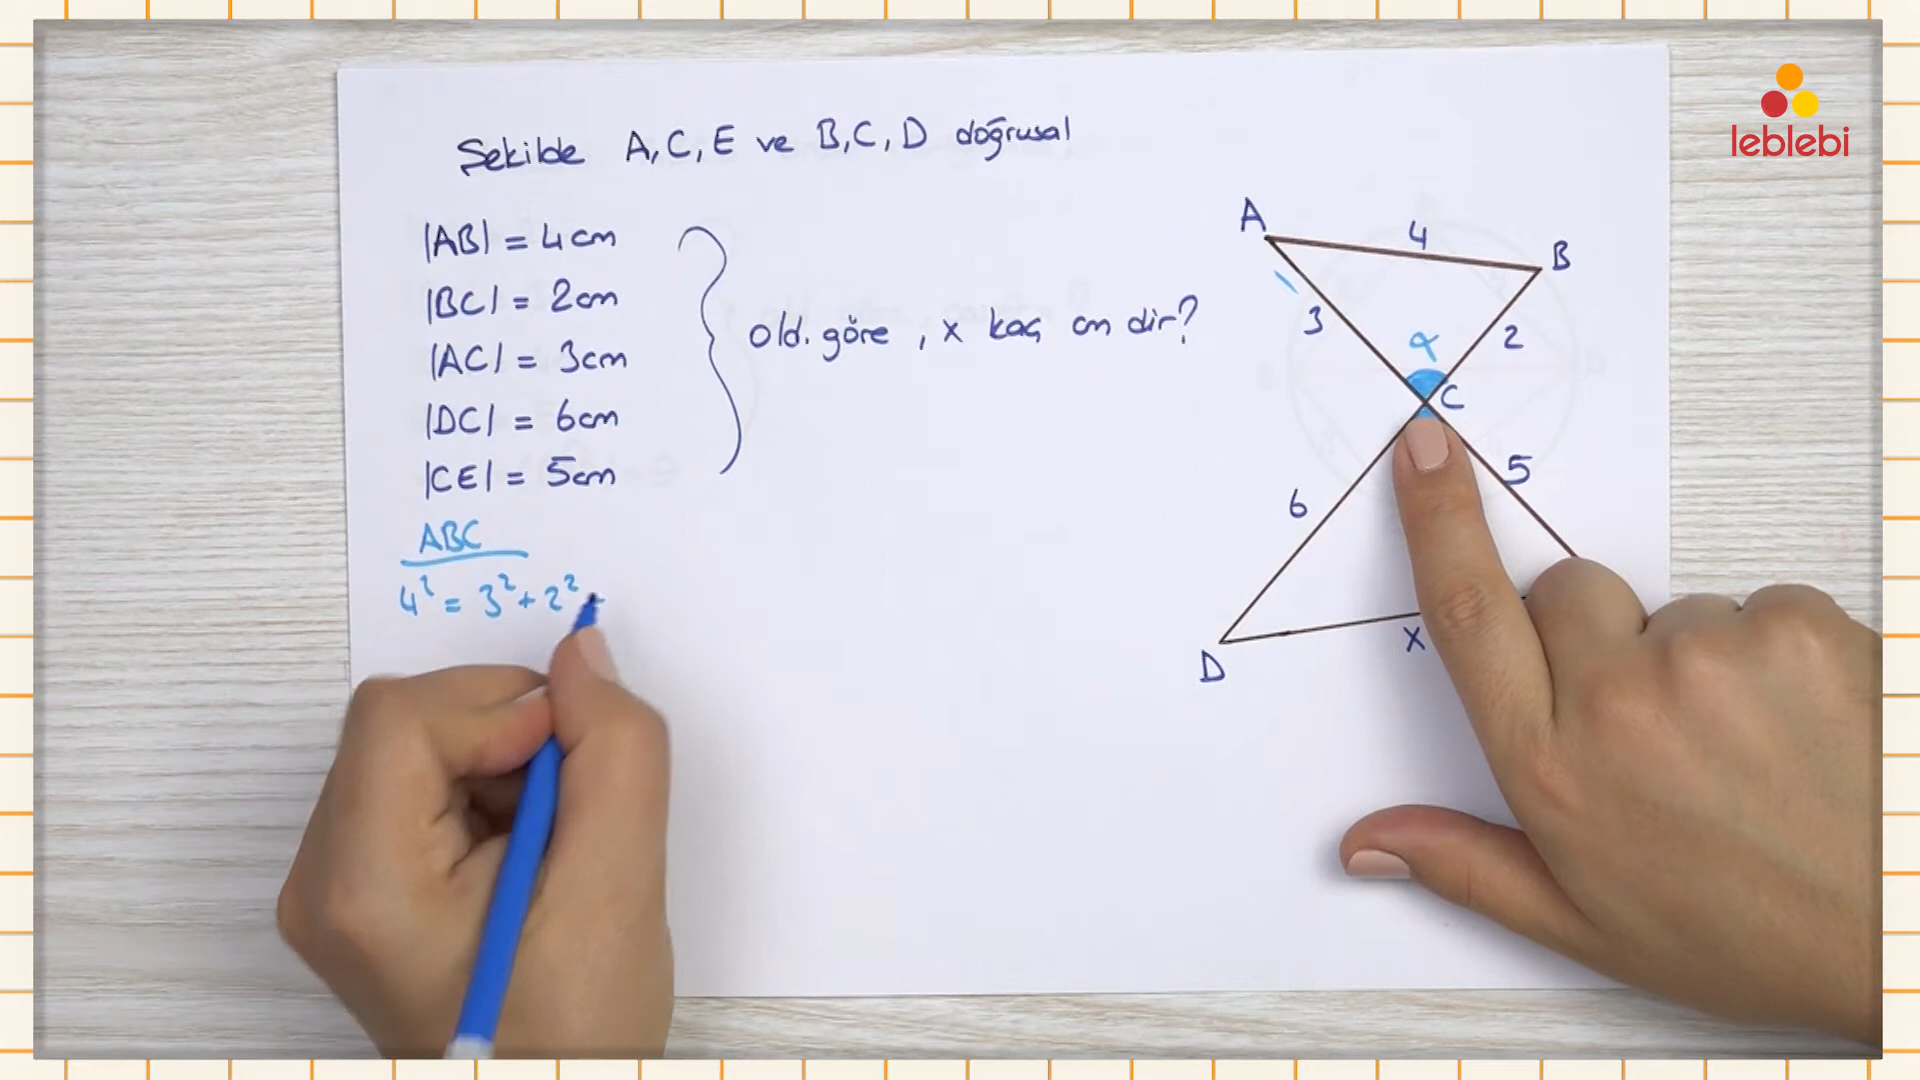 Şekilde A, C, E ve B, C, D doğrusal
|AB| = 4cm
|BC| = 2cm
|AC| = 3cm
|DC| = 6cm
|CE| = 5cm
old. göre, x kaç cm dir?
ABC
4² = 3² + 2²
A
4
B
3
α
2
C
6
5
D
x
leblebi